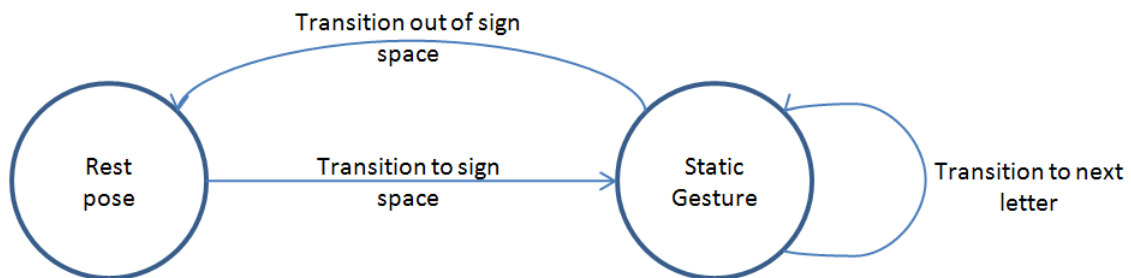 Transition out of sign
space
Rest
pose
Transition to sign
space
Static
Gesture
Transition to next
letter